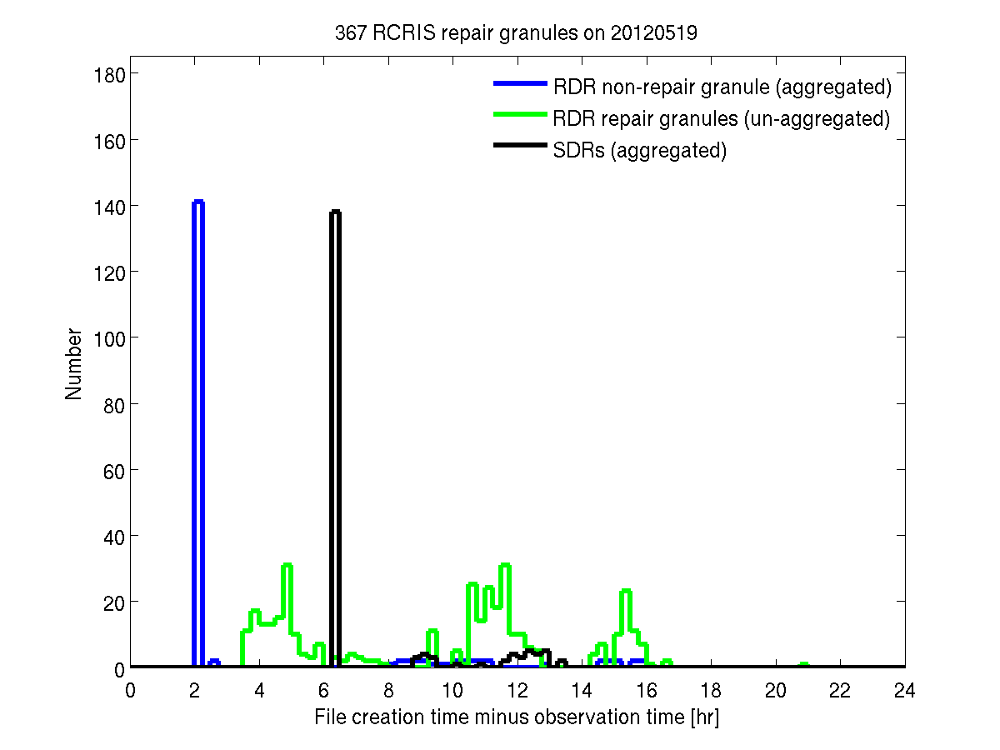 367 RCRIS repair granules on 20120519
RDR non-repair granule (aggregated)
RDR repair granules (un-aggregated)
SDRs (aggregated)
180
160
140
120
100
80
60
40
20
0
Number
0 2 4 6 8 10 12 14 16 18 20 22 24
File creation time minus observation time [hr]